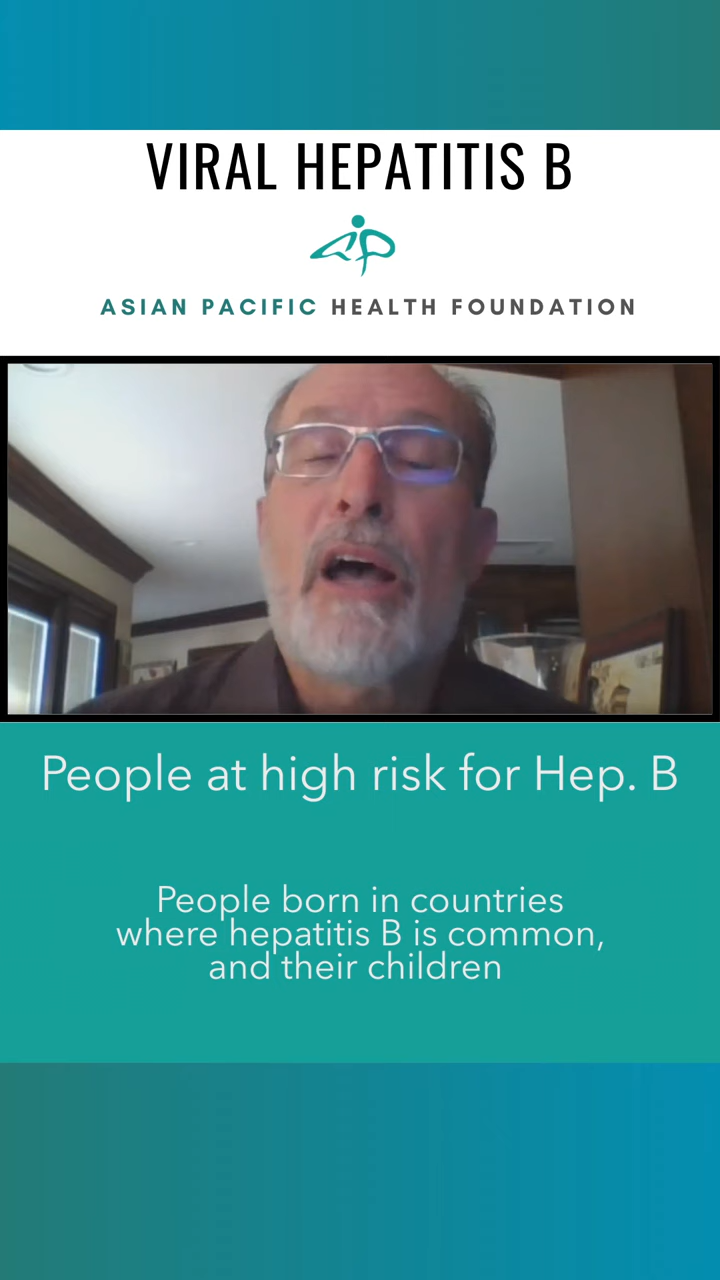 VIRAL HEPATITIS B
ASIAN PACIFIC HEALTH FOUNDATION
People at high risk for Hep. B
People born in countries
where hepatitis B is common,
and their children